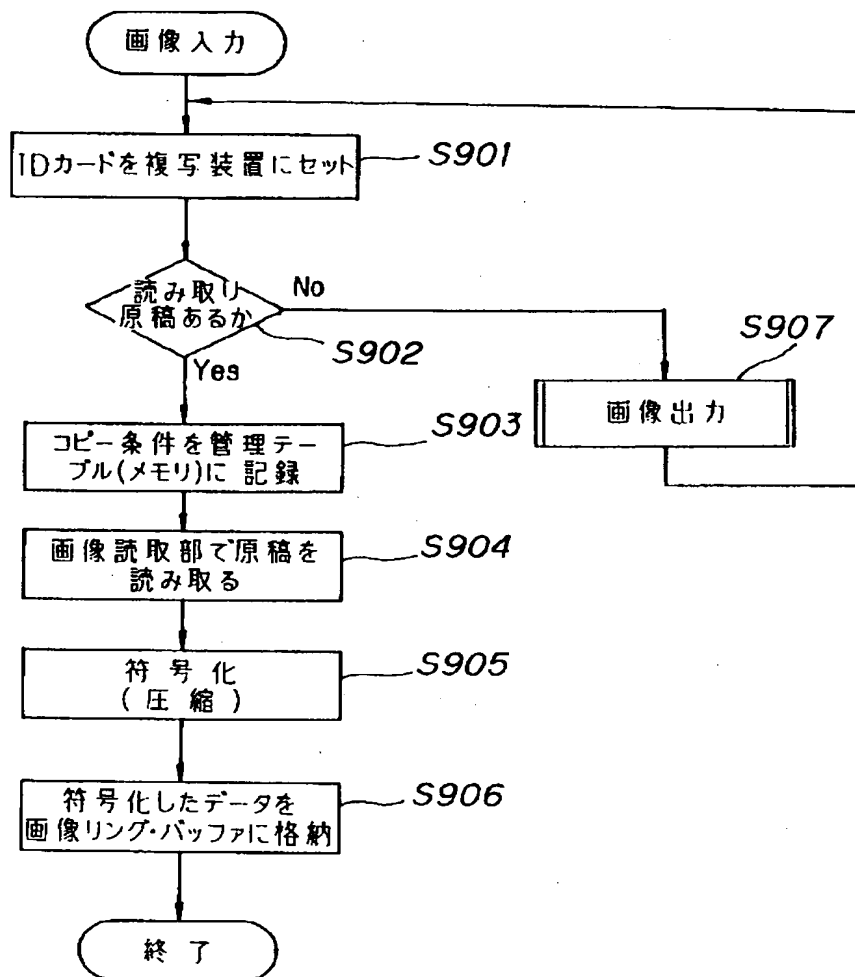 画像入力
IDカードを複写装置にセット
S901
読み取り
原稿あるか
No
S902
Yes
S907
画像出力
コピー条件を管理テー
ブル(メモリ)に記録
S903
画像読取部で原稿を
読み取る
S904
符号化
(圧縮)
S905
符号化したデータを
画像リング・バッファに格納
S906
終了